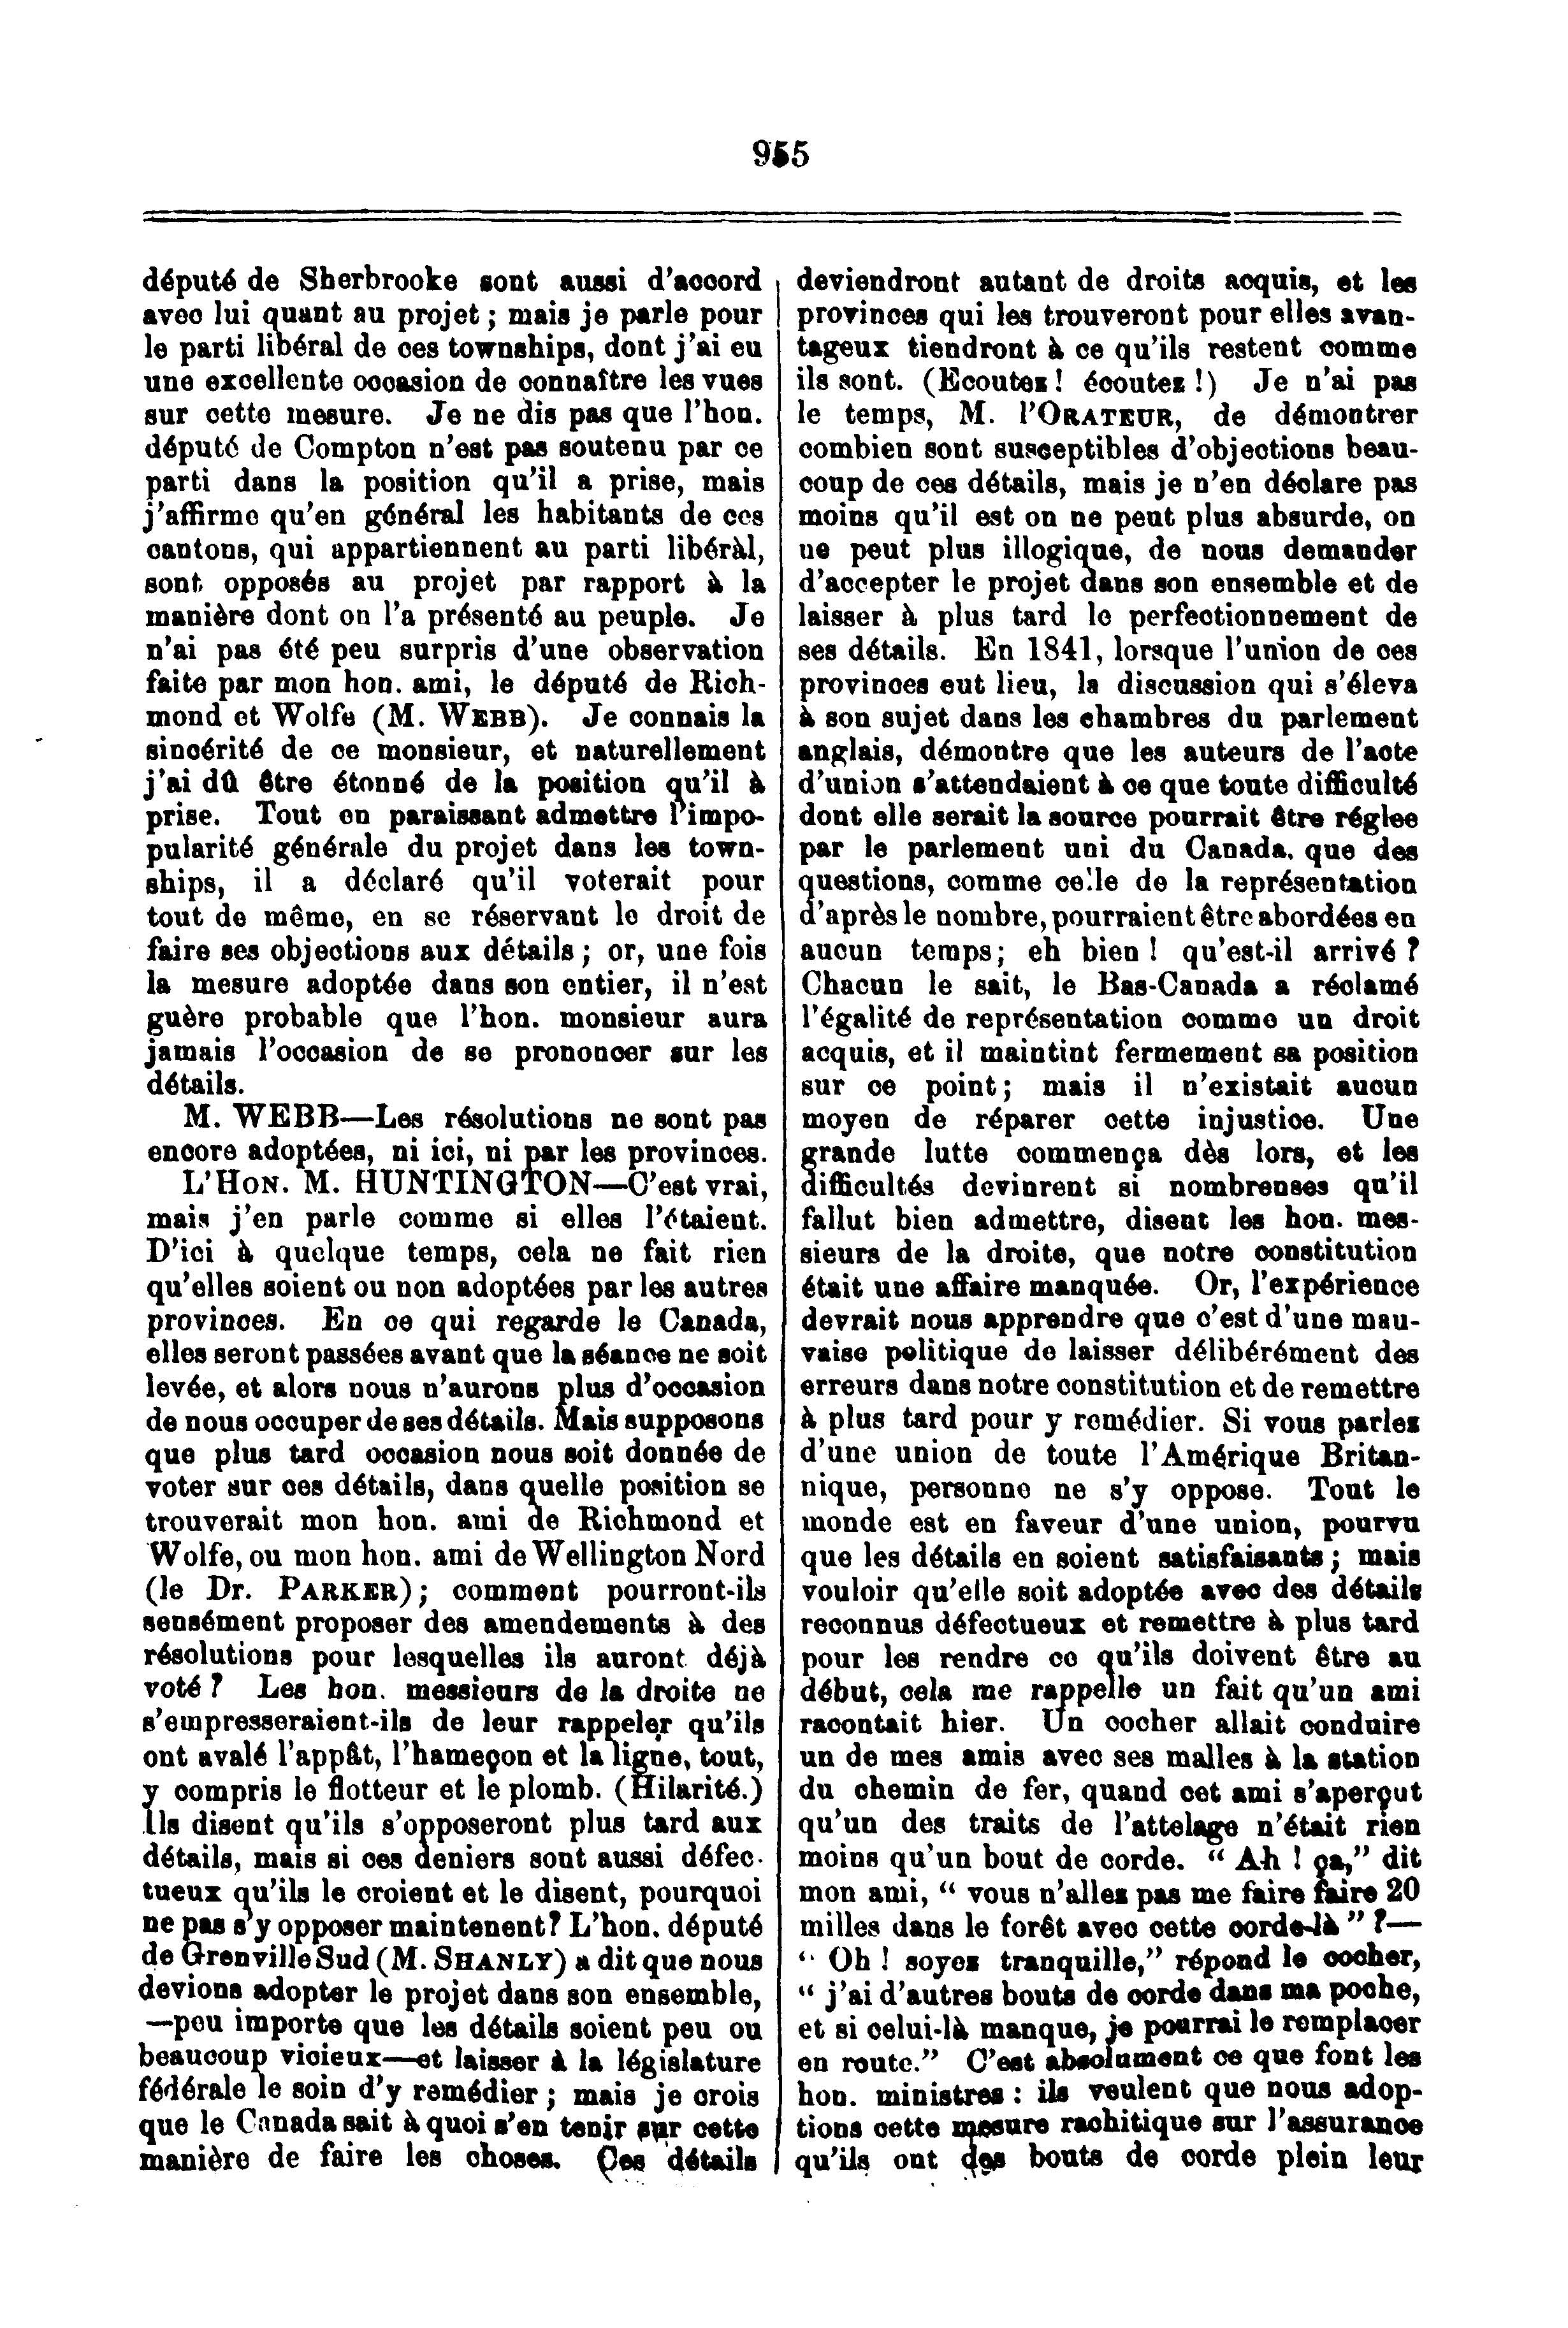 955
député de Sherbrooke sont aussi d'accord
avec lui quant au projet ; mais je parle pour
le parti libéral de ces townships, dont j'ai eu
une excellente occasion de connaître les vues
sur cette mesure. Je ne dis pas que l'hon.
député de Compton n'est pas soutenu par ce
parti dans la position qu'il a prise, mais
j'affirme qu'en général les habitants de ces
cantons, qui appartiennent au parti libéràl,
sont opposés au projet par rapport à la
manière dont on l'a présenté au peuple. Je
n'ai pas été peu surpris d'une observation
faite par mon hon. ami, le député de Rich-
mond et Wolfe (M. WEBB). Je connais la
sincérité de ce monsieur, et naturellement
j'ai dû être étonné de la position qu'il à
prise. Tout en paraissant admettre l'impo-
pularité générale du projet dans les town-
ships, il a déclaré qu'il voterait pour
tout de même, en se réservant le droit de
faire ses objections aux détails ; or, une fois
la mesure adoptée dans son entier, il n'est
guère probable que l'hon. monsieur aura
jamais l'occasion de se prononcer sur les
détails.
M. WEBB—Les résolutions ne sont pas
encore adoptées, ni ici, ni par les provinces.
L'HON. M. HUNTINGTON—C'est vrai,
mais j'en parle comme si elles l'étaient.
D'ici à quelque temps, cela ne fait rien
qu'elles soient ou non adoptées par les autres
provinces. En ce qui regarde le Canada,
elles seront passées avant que la séance ne soit
levée, et alors nous n'aurons plus d'occasion
de nous occuper de ses détails. Mais supposons
que plus tard occasion nous soit donnée de
voter sur ces détails, dans quelle position se
trouverait mon hon. ami de Richmond et
Wolfe, ou mon hon. ami de Wellington Nord
(le Dr. PARKER) ; comment pourront-ils
sensément proposer des amendements à des
résolutions pour lesquelles ils auront déjà
voté ? Les hon. messieurs de la droite ne
s'empresseraient-ils de leur rappeler qu'ils
ont avalé l'appât, l'hameçon et la ligne, tout,
y compris le flotteur et le plomb. (Hilarité.)
Ils disent qu'ils s'opposeront plus tard aux
détails, mais si ces deniers sont aussi défec-
tueux qu'ils le croient et le disent, pourquoi
ne pas s'y opposer maintenent? L'hon. député
de Grenville Sud (M. SHANLY) a dit que nous
devions adopter le projet dans son ensemble,
—peu importe que les détails soient peu ou
beaucoup vicieux—et laisser à la législature
fédérale le soin d'y remédier ; mais je crois
que le Canada sait à quoi s'en tenir sur cette
manière de faire les choses. Ces détails
deviendront autant de droits acquis, et les
provinces qui les trouveront pour elles avan-
tageux tiendront à ce qu'ils restent comme
ils sont. (Ecoutez ! écoutez !) Je n'ai pas
le temps, M. l'ORATEUR, de démontrer
combien sont susceptibles d'objections beau-
coup de ces détails, mais je n'en déclare pas
moins qu'il est on ne peut plus absurde, on
ne peut plus illogique, de nous demander
d'accepter le projet dans son ensemble et de
laisser à plus tard le perfectionnement de
ses détails. En 1841, lorsque l'union de ces
provinces eut lieu, la discussion qui s'éleva
à son sujet dans les chambres du parlement
anglais, démontre que les auteurs de l'acte
d'union s'attendaient à ce que toute difficulté
dont elle serait la source pourrait être réglee
par le parlement uni du Canada, que des
questions, comme celle de la représentation
d'après le nombre, pourraient être abordées en
aucun temps ; eh bien ! qu'est-il arrivé ?
Chacun le sait, le Bas-Canada a réclamé
l'égalité de représentation comme un droit
acquis, et il maintint fermement sa position
sur ce point ; mais il n'existait aucun
moyen de réparer cette injustice. Une
grande lutte commença dès lors, et les
difficultés devinrent si nombreuses qu'il
fallut bien admettre, disent les hon. mes-
sieurs de la droite, que notre constitution
était une affaire manquée. Or, l'expérience
devrait nous apprendre que c'est d'une mau-
vaise politique de laisser délibérément des
erreurs dans notre constitution et de remettre
à plus tard pour y remédier. Si vous parlez
d'une union de toute l'Amérique Britan-
nique, personne ne s'y oppose. Tout le
monde est en faveur d'une union, pourvu
que les détails en soient satisfaisants ; mais
vouloir qu'elle soit adoptée avec des détails
reconnus défectueux et remettre à plus tard
pour les rendre ce qu'ils doivent être au
début, cela me rappelle un fait qu'un ami
racontait hier. Un cocher allait conduire
un de mes amis avec ses malles à la station
du chemin de fer, quand cet ami s'aperçut
qu'un des traits de l'attelage n'était rien
moins qu'un bout de corde. “ Ah ! ça,” dit
mon ami, “ vous n'allez pas me faire faire 20
milles dans le forêt avec cette corde-là ” ?—
“ Oh ! soyez tranquille,” répond le cocher,
“ j'ai d'autres bouts de corde dans ma poche,
et si celui-là manque, je pourrai le remplacer
en route.” C'est absolument ce que font les
hon. ministres : ils veulent que nous adop-
tions cette mesure rachitique sur l'assurance
qu'ils ont des bouts de corde plein leur